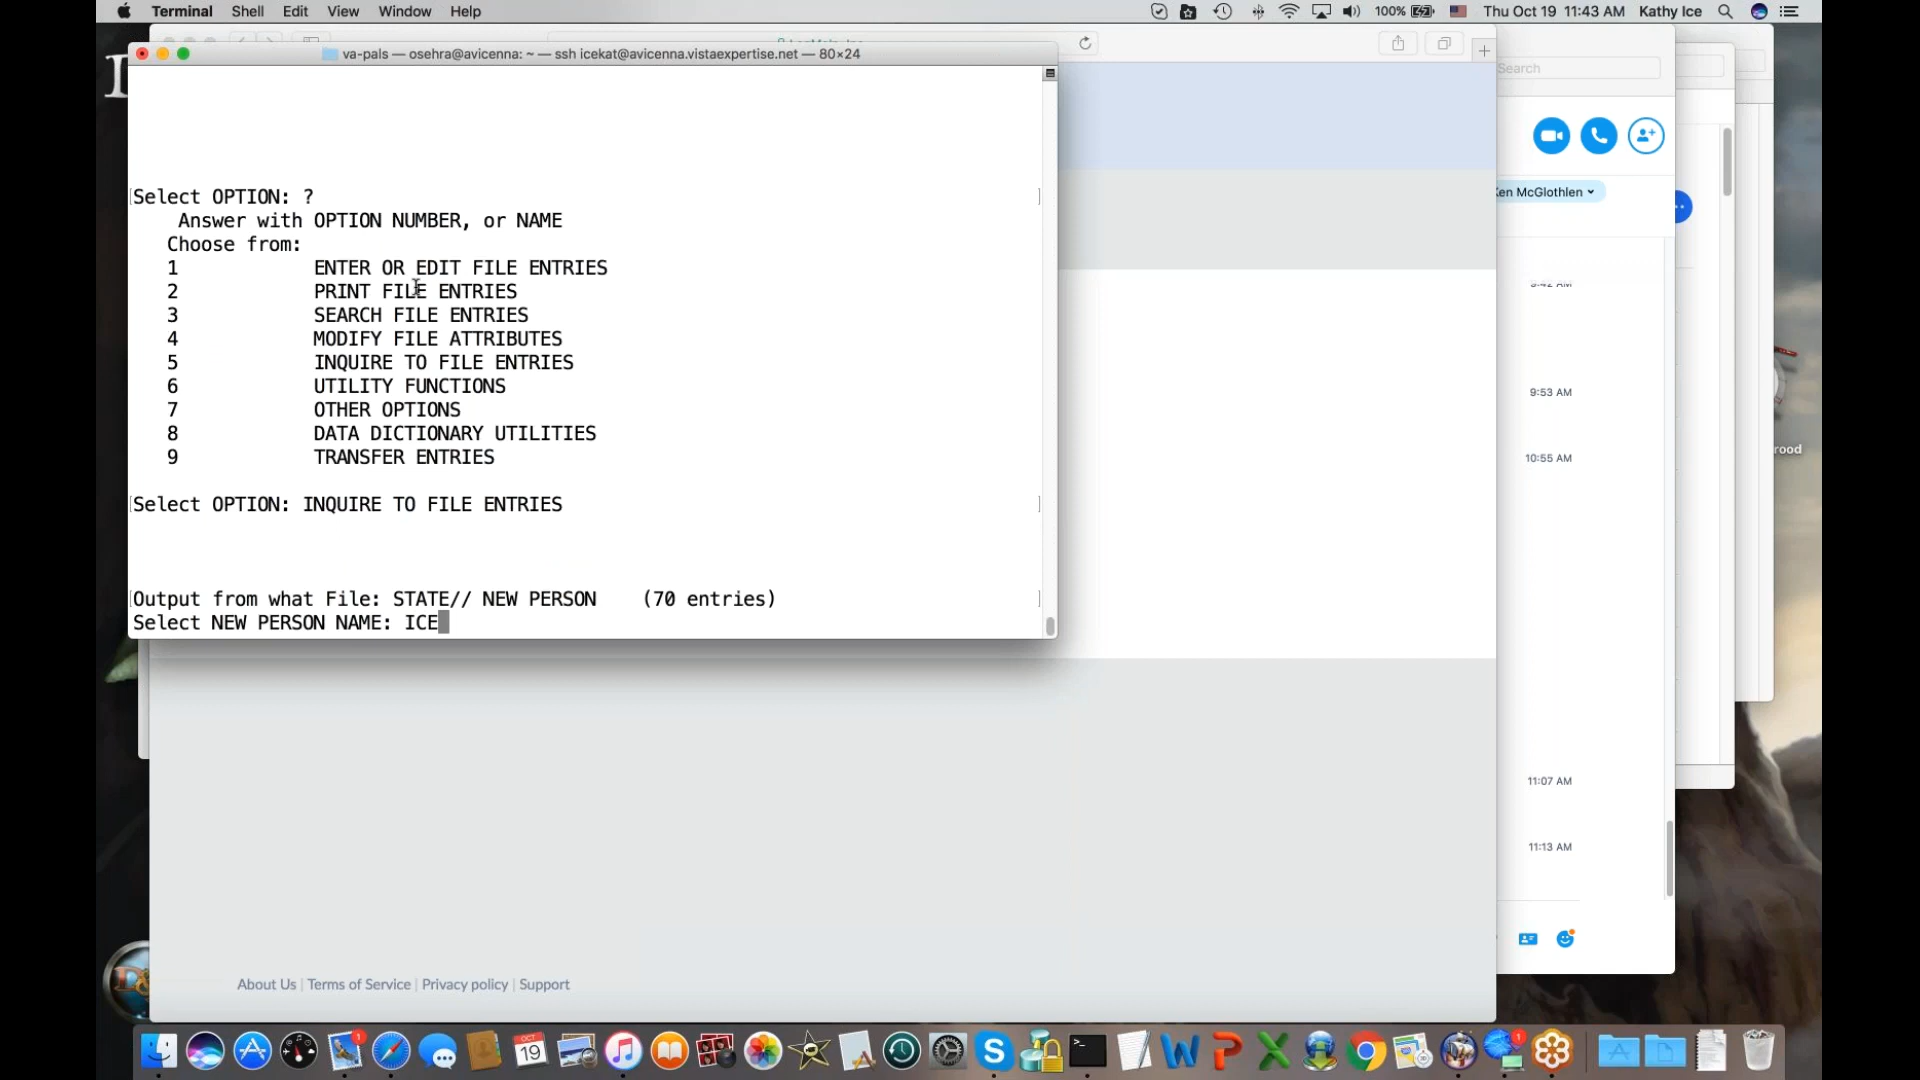 Terminal Shell Edit View Window Help 100% Thu Oct 19 11:43 AM Kathy Ice
va-pals — osehra@avicenna: ~ — ssh icekat@avicenna.vistaexpertise.net — 80×24
Search
Select OPTION: ?
Answer with OPTION NUMBER, or NAME
Choose from:
1 ENTER OR EDIT FILE ENTRIES
2 PRINT FILE ENTRIES
3 SEARCH FILE ENTRIES
4 MODIFY FILE ATTRIBUTES
5 INQUIRE TO FILE ENTRIES
6 UTILITY FUNCTIONS
7 OTHER OPTIONS
8 DATA DICTIONARY UTILITIES
9 TRANSFER ENTRIES
Select OPTION: INQUIRE TO FILE ENTRIES
Output from what File: STATE// NEW PERSON (70 entries)
Select NEW PERSON NAME: ICE
Ken McGlothlen
9:53 AM
10:55 AM
11:07 AM
11:13 AM
rood
About Us | Terms of Service | Privacy policy | Support
OCT
19
1
1